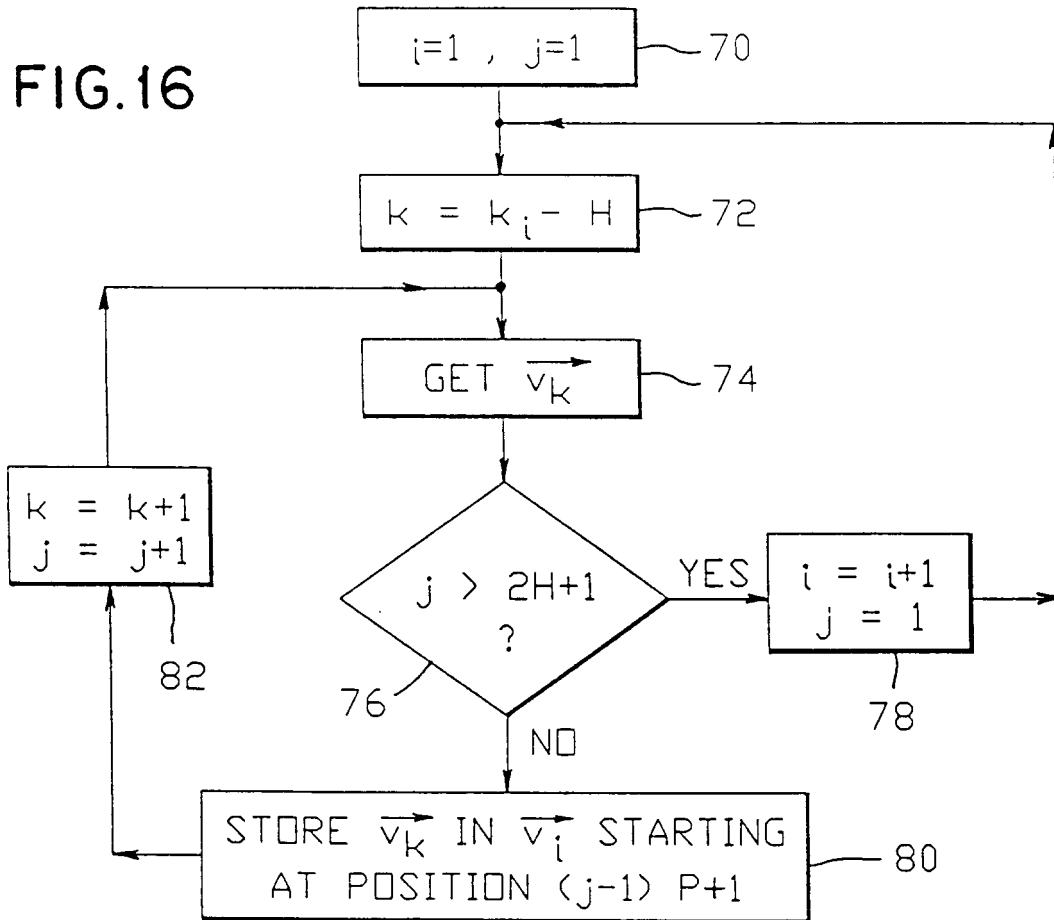 FIG.16
i=1 , j=1
70
k = k_i - H
72
GET v_k
74
k = k+1
j = j+1
82
j > 2H+1
?
76
YES
i = i+1
j = 1
78
NO
STORE v_k IN v_i STARTING
AT POSITION (j-1) P+1
80